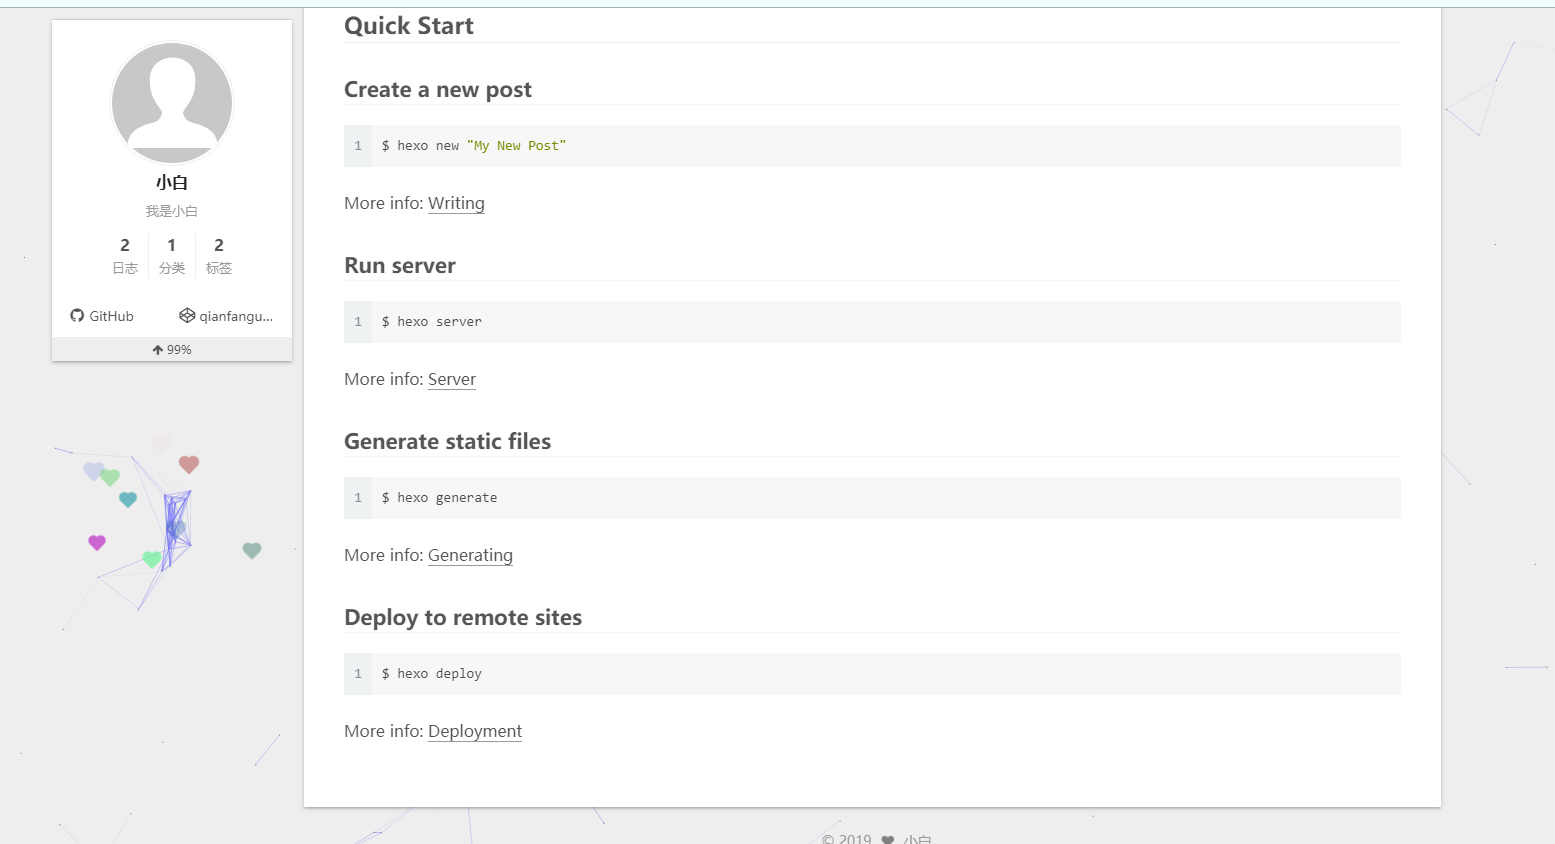 小白
我是小白
2 1 2
日志 分类 标签
GitHub qianfangu...
99%
Quick Start
Create a new post
1 $ hexo new "My New Post"
More info: Writing
Run server
1 $ hexo server
More info: Server
Generate static files
1 $ hexo generate
More info: Generating
Deploy to remote sites
1 $ hexo deploy
More info: Deployment
© 2019 小白